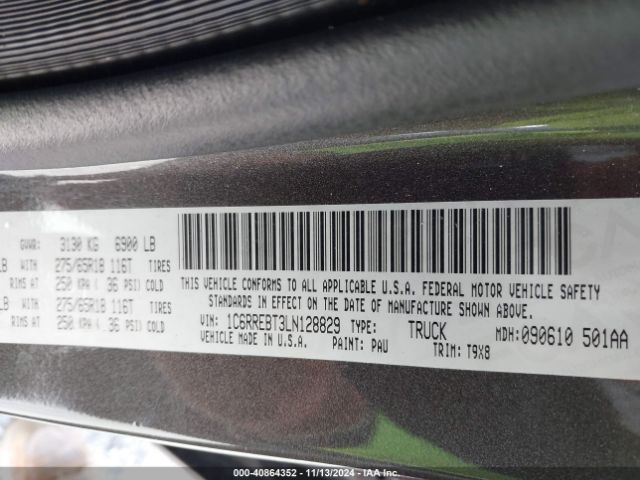 GVWR: 3130 KG 6900 LB
LB WITH 275/65R18 116T TIRES
RIMS AT 250 KPA ( 36 PSI) COLD
LB WITH 275/65R18 116T TIRES
RIMS AT 250 KPA ( 36 PSI) COLD
THIS VEHICLE CONFORMS TO ALL APPLICABLE U.S.A. FEDERAL MOTOR VEHICLE SAFETY
STANDARDS IN EFFECT ON THE DATE OF MANUFACTURE SHOWN ABOVE.
VIN: 1C6RREBT3LN128829 TYPE: TRUCK MDH:090610 501AA
VEHICLE MADE IN U.S.A. PAINT: PAU TRIM: T9X8
000-40864352 - 11/13/2024 - IAA Inc.